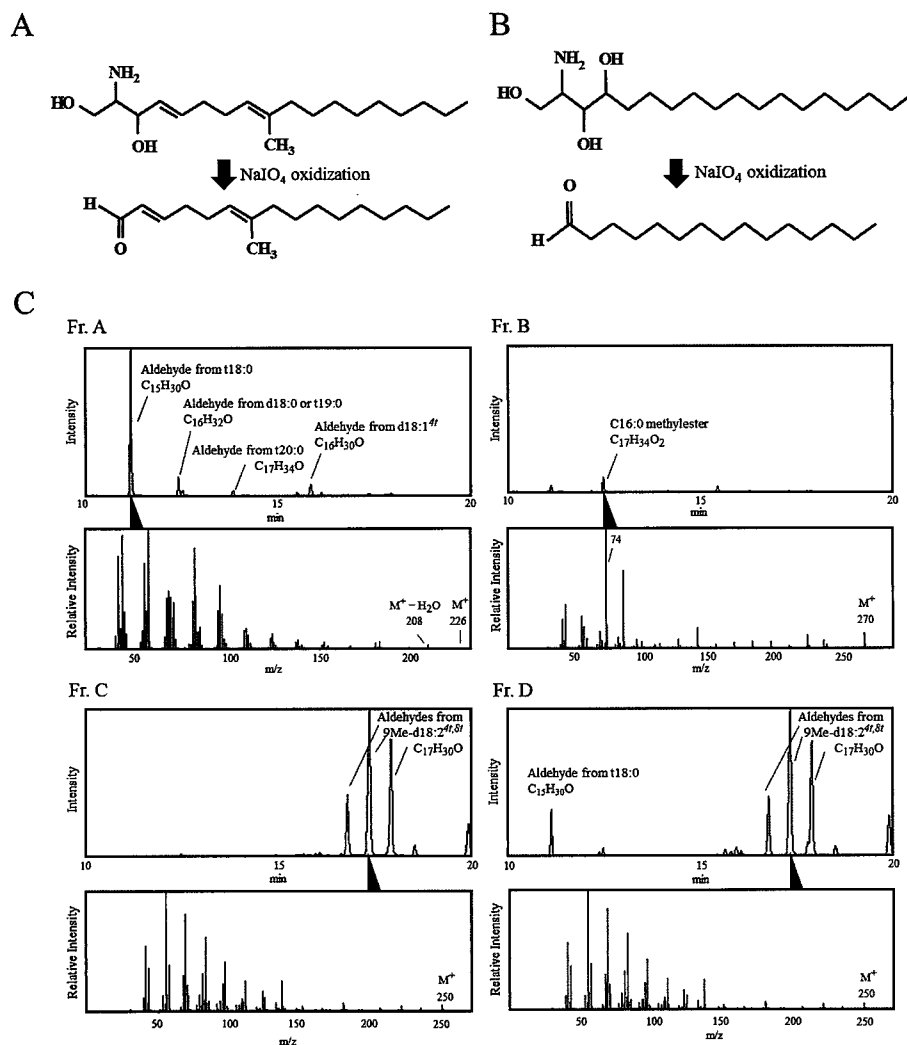 A
B
NH2
HO
OH
CH3
NaIO4 oxidization
H
O
CH3
NH2 OH
HO
OH
NaIO4 oxidization
O
H
C
Fr. A
Intensity
Aldehyde from t18:0
C15H30O
Aldehyde from d18:0 or t19:0
C16H32O
Aldehyde from t20:0
C17H34O
Aldehyde from d18:1^4t
C16H30O
10 15 20
min
Relative Intensity
M+－H2O
208
M+
226
50 100 150 200
m/z
Fr. B
Intensity
C16:0 methylester
C17H34O2
10 15 20
min
Relative Intensity
74
M+
270
50 100 150 200 250
m/z
Fr. C
Intensity
Aldehydes from
9Me-d18:2^4t,8t
C17H30O
10 15 20
min
Relative Intensity
M+
250
50 100 150 200 250
m/z
Fr. D
Intensity
Aldehyde from t18:0
C15H30O
Aldehydes from
9Me-d18:2^4t,8t
C17H30O
10 15 20
min
Relative Intensity
M+
250
50 100 150 200 250
m/z